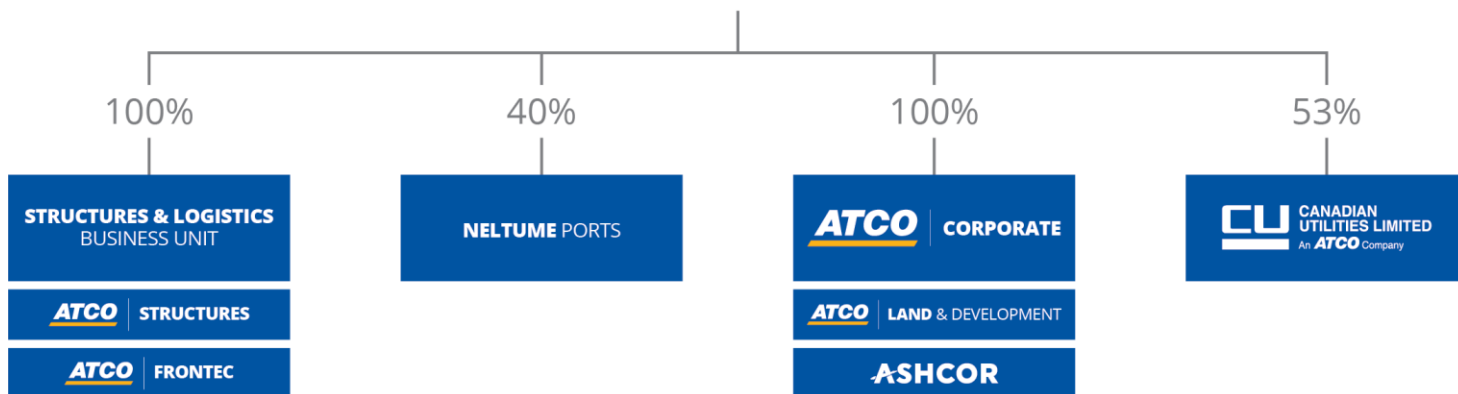 100%
40%
100%
53%
STRUCTURES & LOGISTICS
BUSINESS UNIT
ATCO STRUCTURES
ATCO FRONTEC
NELTUME PORTS
ATCO CORPORATE
ATCO LAND & DEVELOPMENT
ASHCOR
CU CANADIAN
UTILITIES LIMITED
An ATCO Company